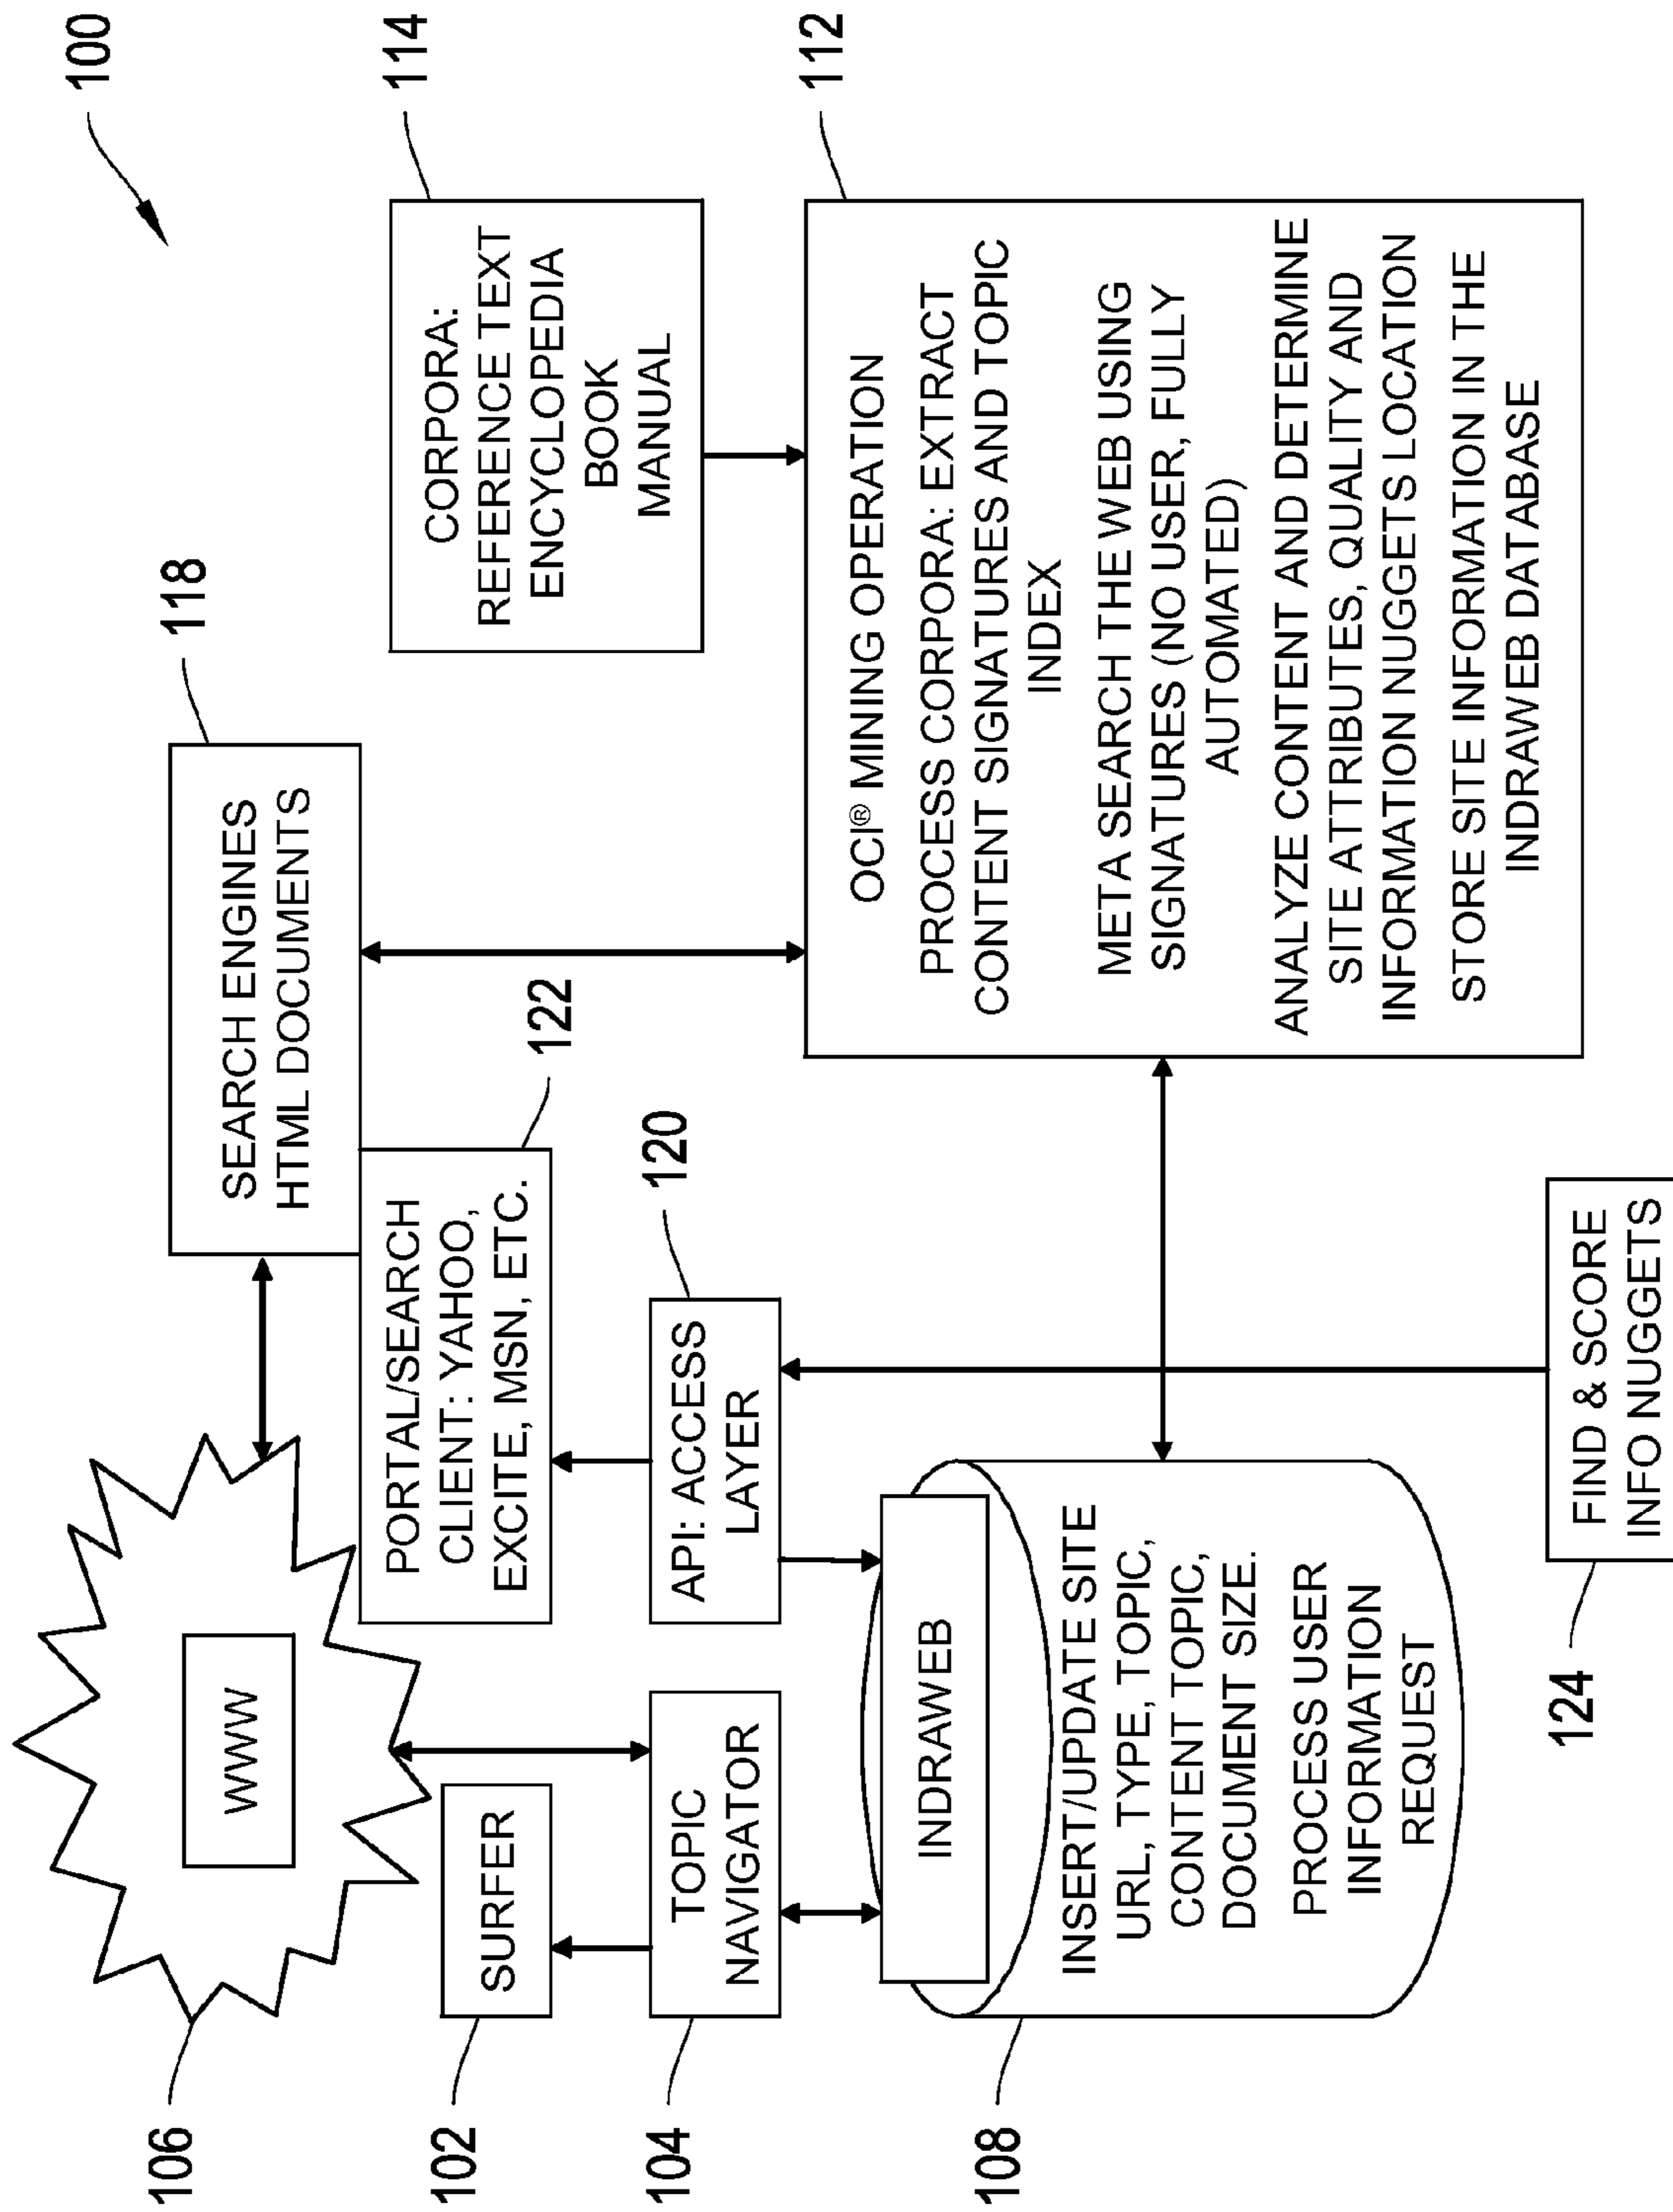 100
106
WWW
118
SEARCH ENGINES
HTML DOCUMENTS
114
CORPORA:
REFERENCE TEXT
ENCYCLOPEDIA
BOOK
MANUAL
122
PORTAL/SEARCH
CLIENT: YAHOO,
EXCITE, MSN, ETC.
102
SURFER
104
TOPIC
NAVIGATOR
120
API: ACCESS
LAYER
108
INDRAWEB
INSERT/UPDATE SITE
URL, TYPE, TOPIC,
CONTENT TOPIC,
DOCUMENT SIZE.
PROCESS USER
INFORMATION
REQUEST
112
OCI® MINING OPERATION
PROCESS CORPORA: EXTRACT
CONTENT SIGNATURES AND TOPIC
INDEX
META SEARCH THE WEB USING
SIGNATURES (NO USER, FULLY
AUTOMATED)
ANALYZE CONTENT AND DETERMINE
SITE ATTRIBUTES, QUALITY AND
INFORMATION NUGGETS LOCATION
STORE SITE INFORMATION IN THE
INDRAWEB DATABASE
124
FIND & SCORE
INFO NUGGETS